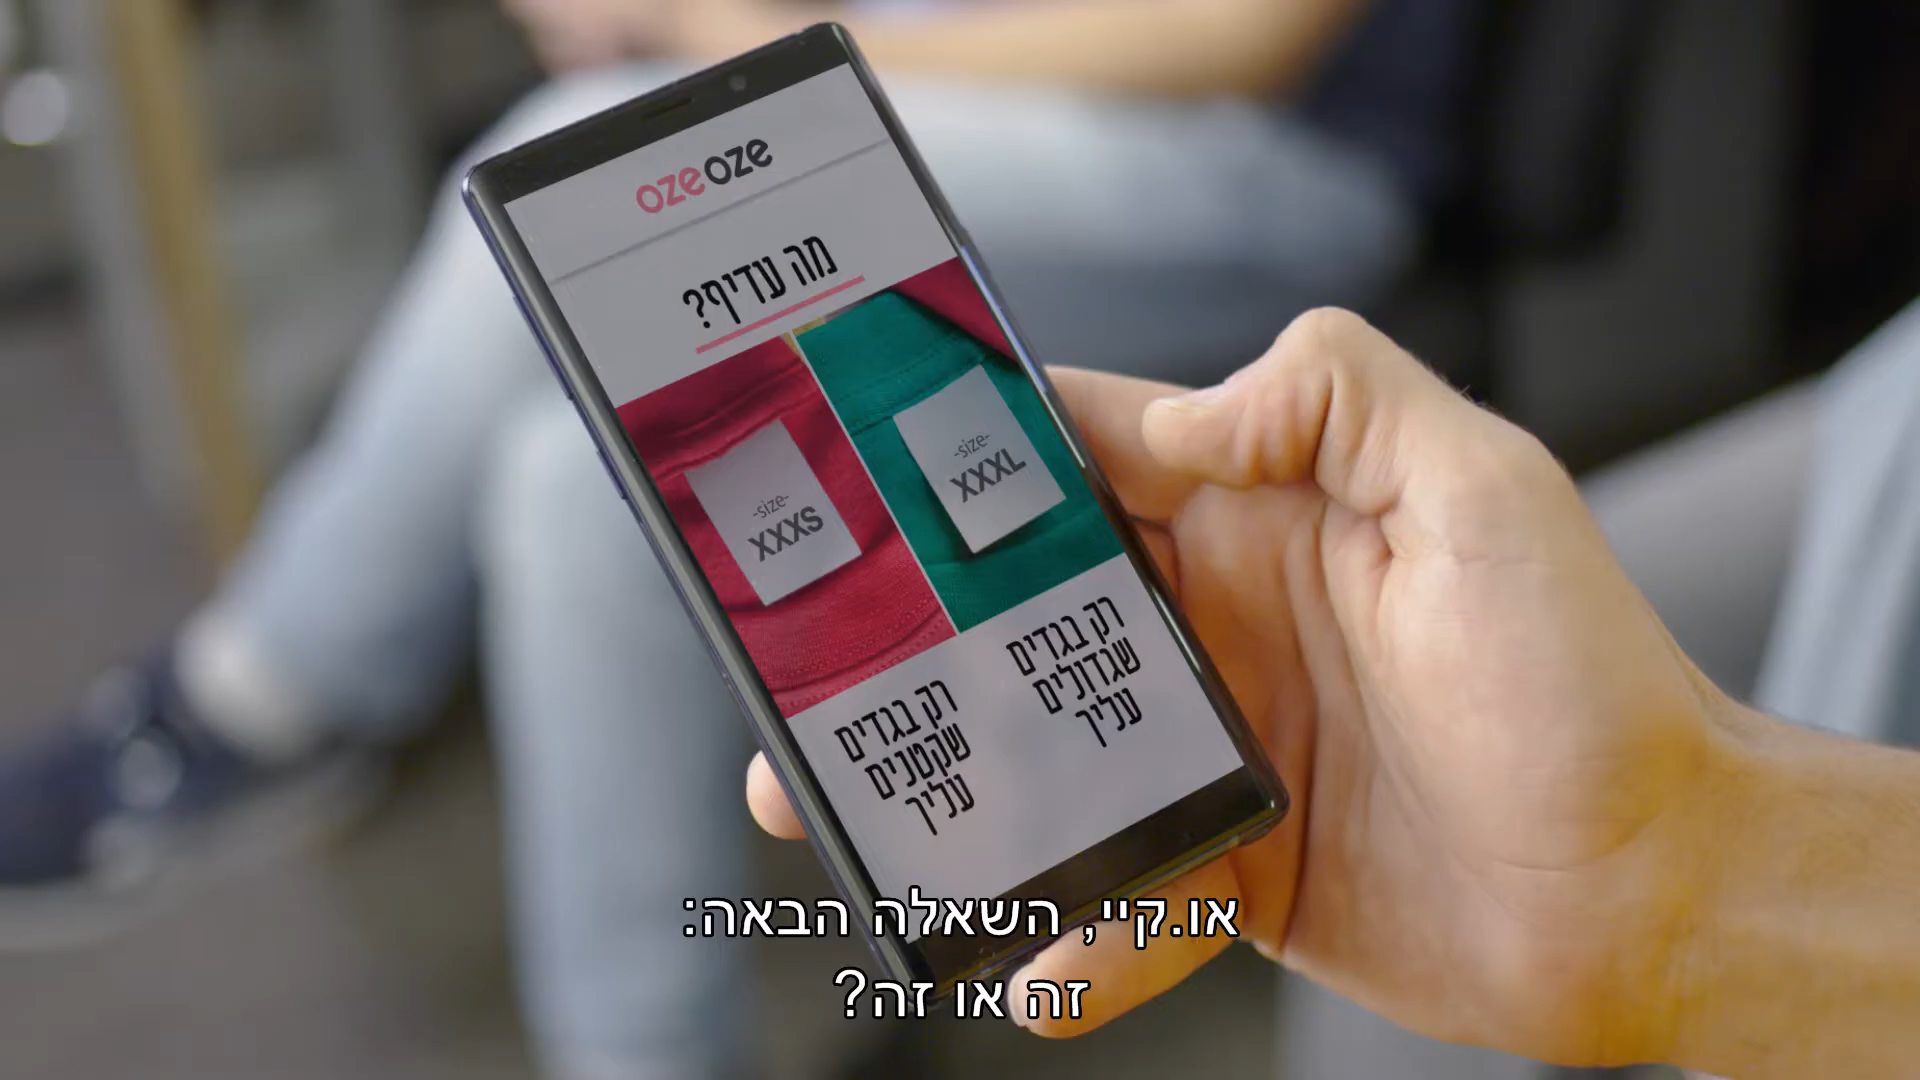 ozeoze
מה עדיף?
-size-
XXXL
-size-
XXXS
רק בגדים
שגדולים
עליך
רק בגדים
שקטנים
עליך
או.קיי, השאלה הבאה:
זה או זה?